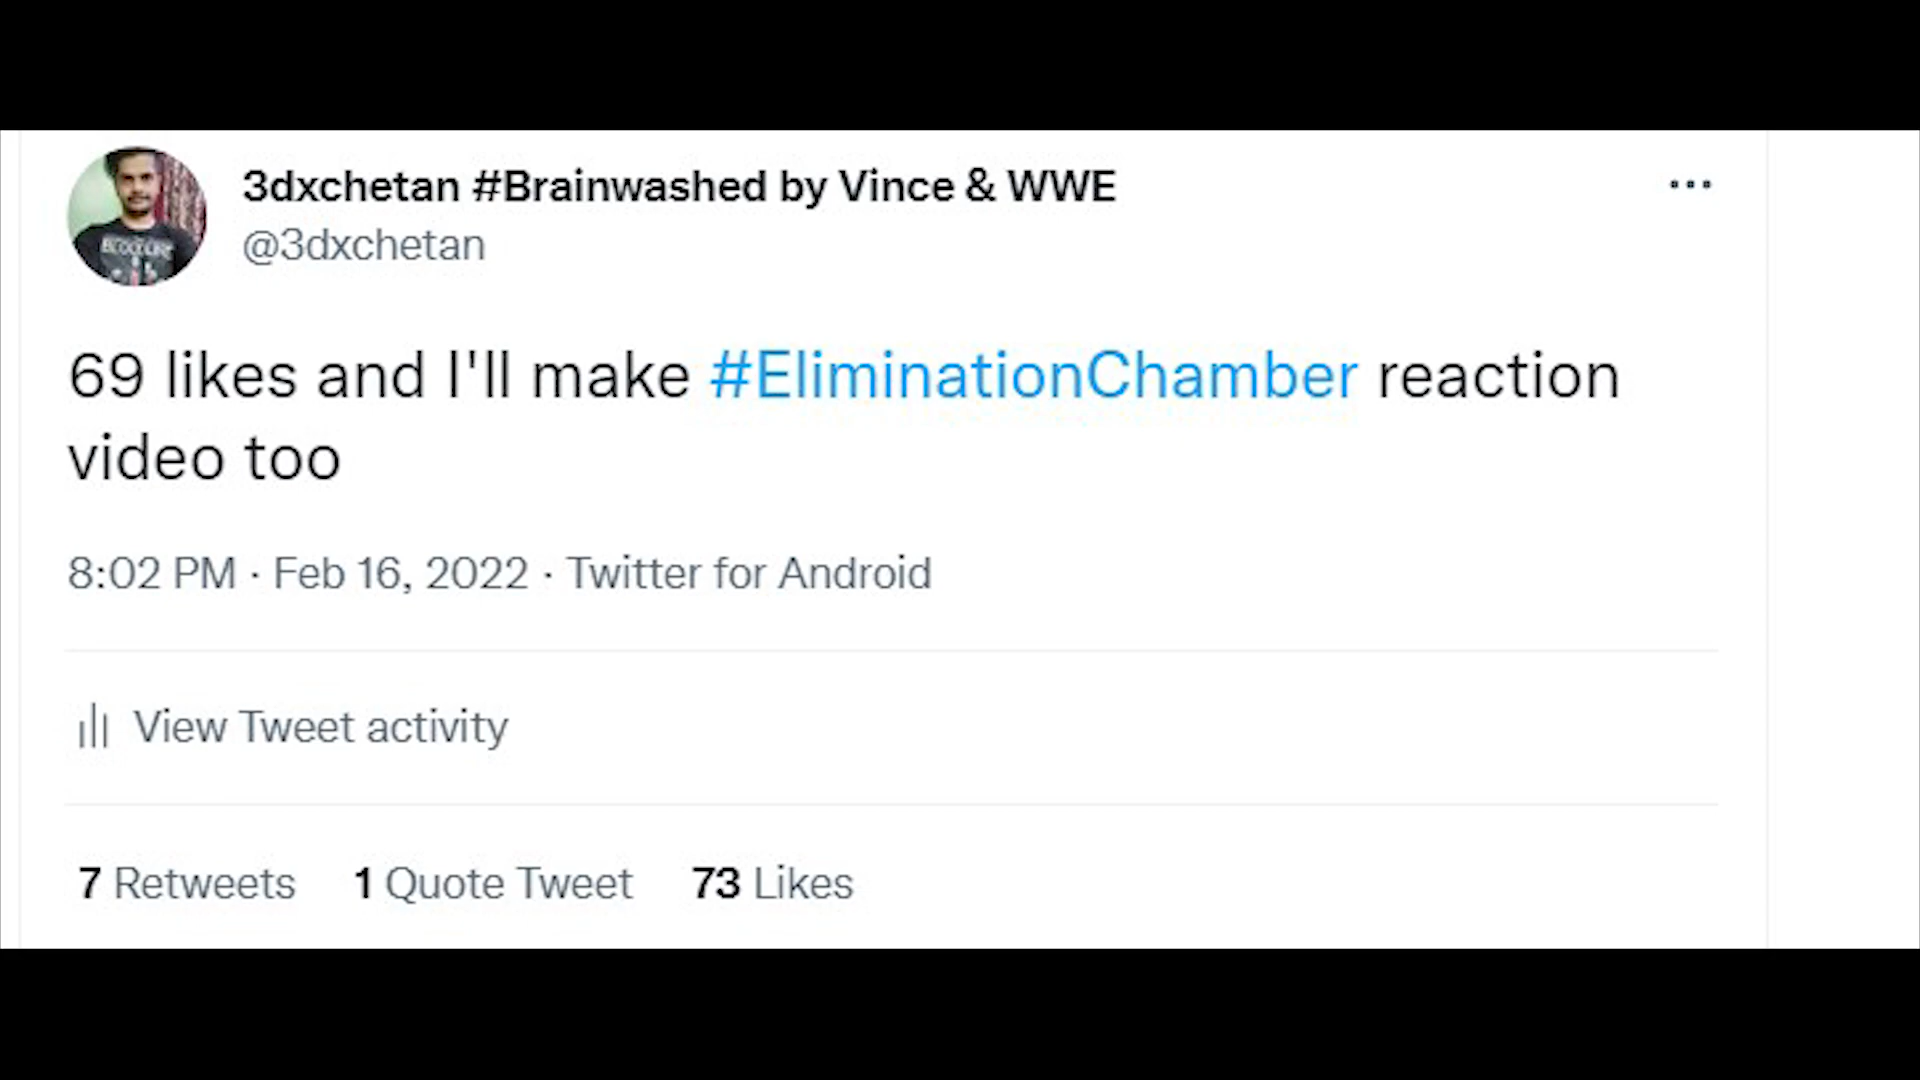 3dxchetan #Brainwashed by Vince & WWE
@3dxchetan
69 likes and I'll make #EliminationChamber reaction
video too
8:02 PM · Feb 16, 2022 · Twitter for Android
View Tweet activity
7 Retweets 1 Quote Tweet 73 Likes